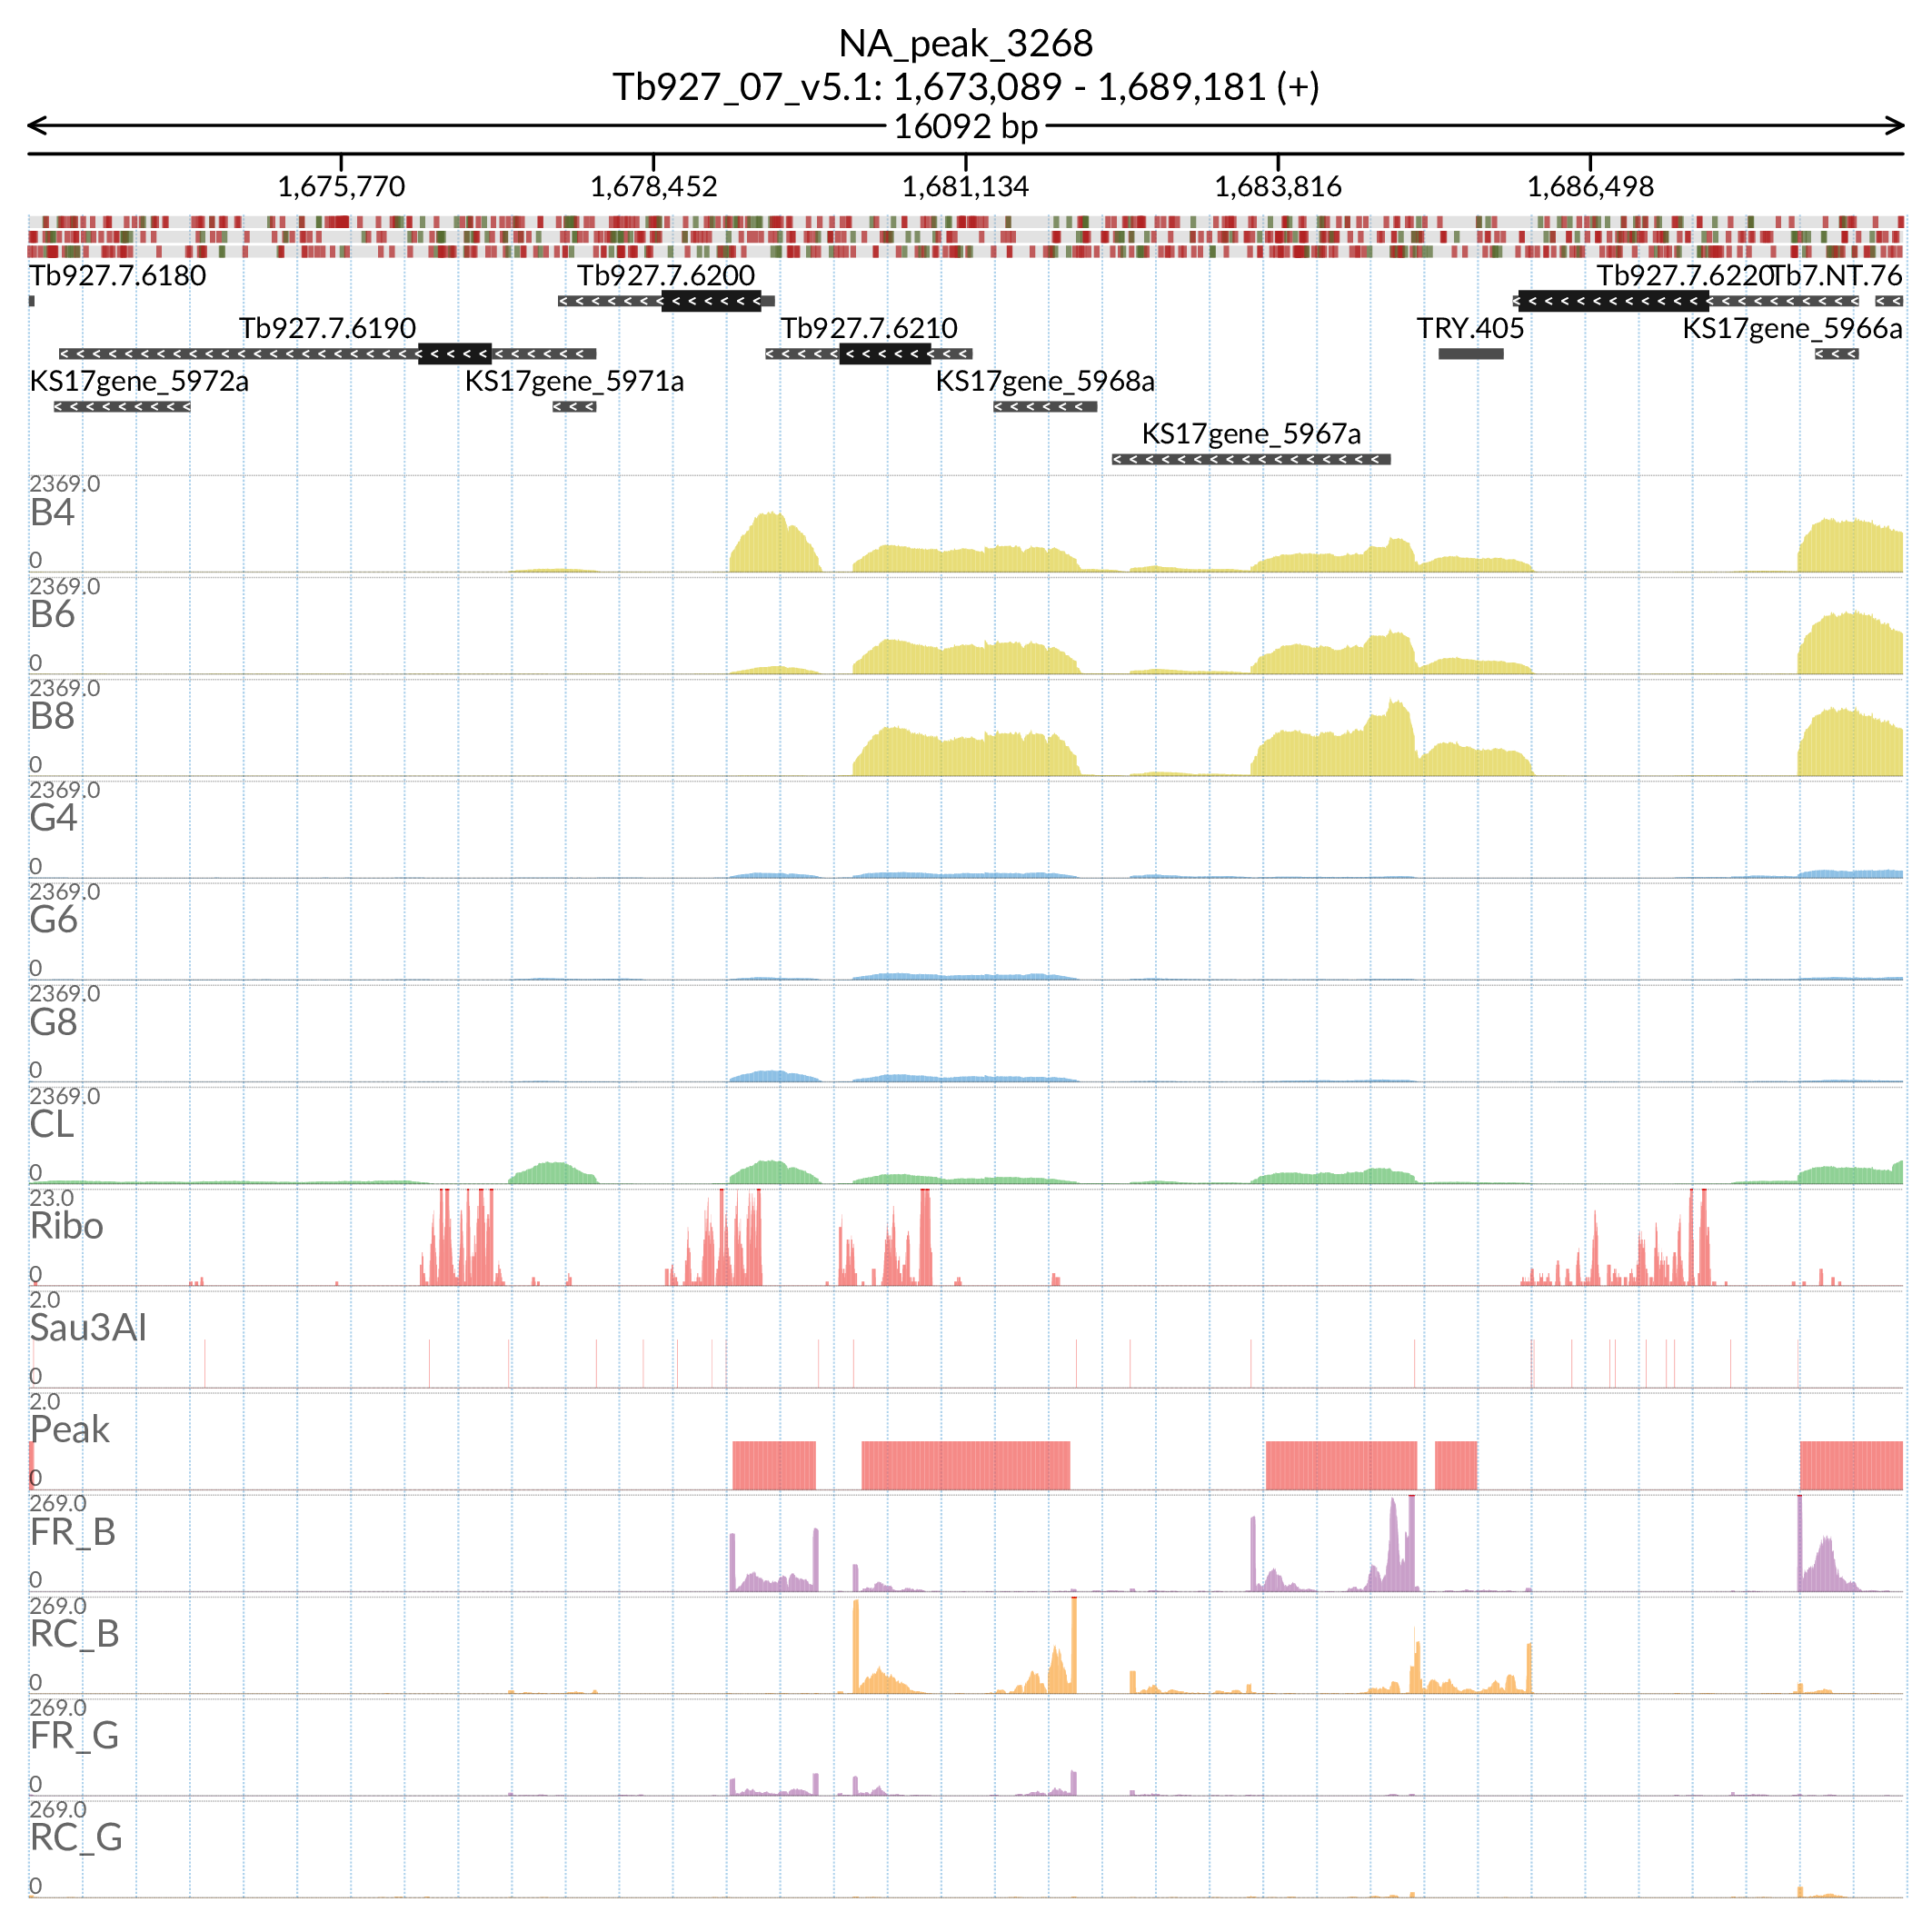 NA_peak_3268
Tb927_07_v5.1: 1,673,089 - 1,689,181 (+)
16092 bp
1,675,770 1,678,452 1,681,134 1,683,816 1,686,498
Tb927.7.6180 Tb927.7.6200 Tb927.7.6220 Tb7.NT.76
Tb927.7.6190 Tb927.7.6210 TRY.405 KS17gene_5966a
KS17gene_5972a KS17gene_5971a KS17gene_5968a
KS17gene_5967a
2369.0
B4
0
2369.0
B6
0
2369.0
B8
0
2369.0
G4
0
2369.0
G6
0
2369.0
G8
0
2369.0
CL
0
23.0
Ribo
0
2.0
Sau3AI
0
2.0
Peak
0
269.0
FR_B
0
269.0
RC_B
0
269.0
FR_G
0
269.0
RC_G
0